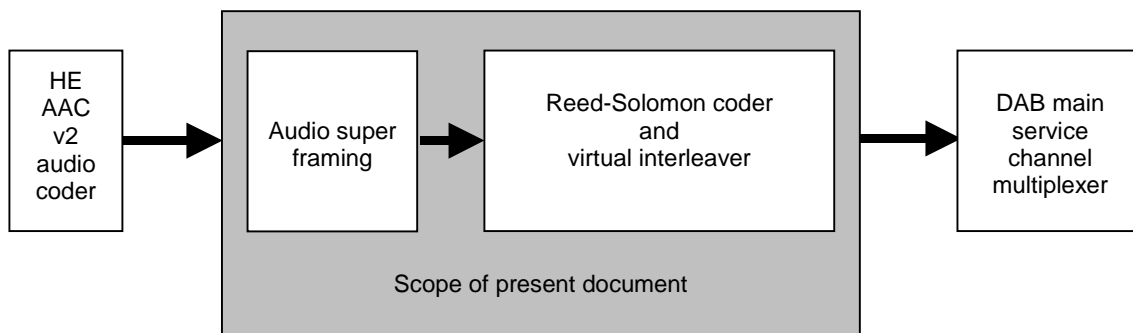 HE
AAC
v2
audio
coder
Audio super
framing
Reed-Solomon coder
and
virtual interleaver
DAB main
service
channel
multiplexer
Scope of present document